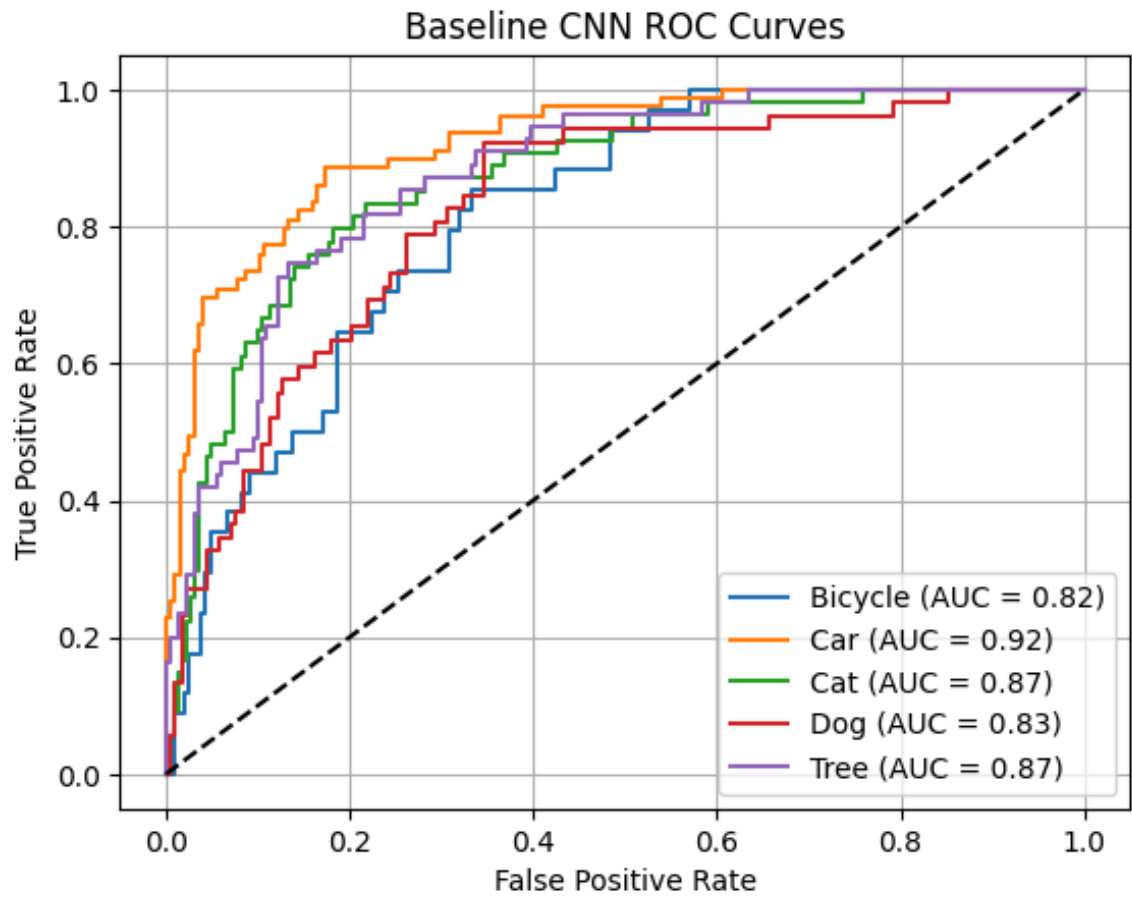 Baseline CNN ROC Curves
True Positive Rate
1.0
0.8
0.6
0.4
0.2
0.0
Bicycle (AUC = 0.82)
Car (AUC = 0.92)
Cat (AUC = 0.87)
Dog (AUC = 0.83)
Tree (AUC = 0.87)
0.0 0.2 0.4 0.6 0.8 1.0
False Positive Rate